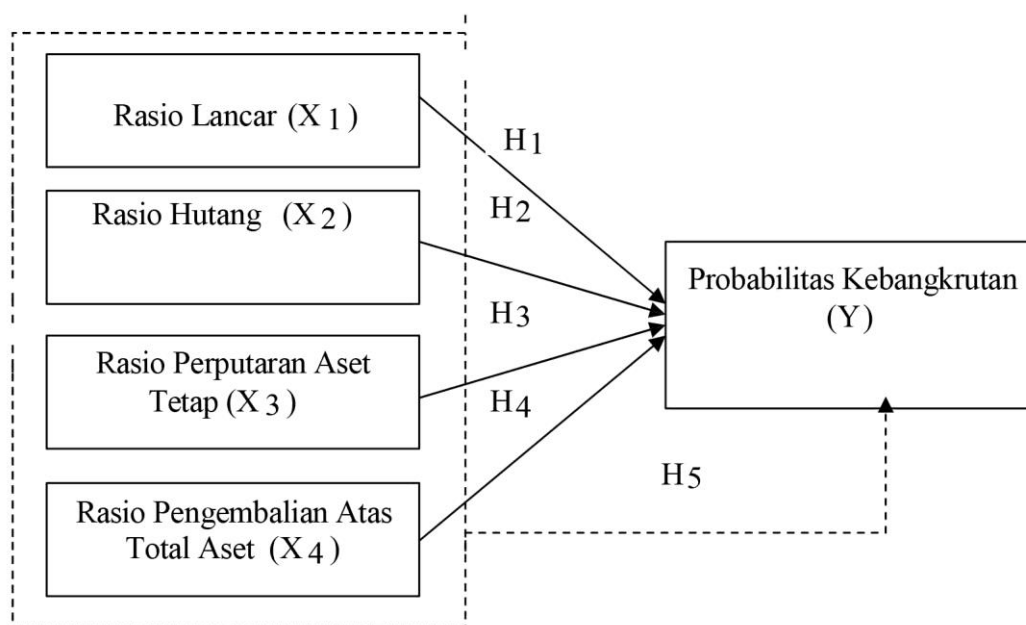 Rasio Lancar (X1)
Rasio Hutang (X2)
Rasio Perputaran Aset
Tetap (X3)
Rasio Pengembalian Atas
Total Aset (X4)
H1
H2
H3
H4
H5
Probabilitas Kebangkrutan
(Y)